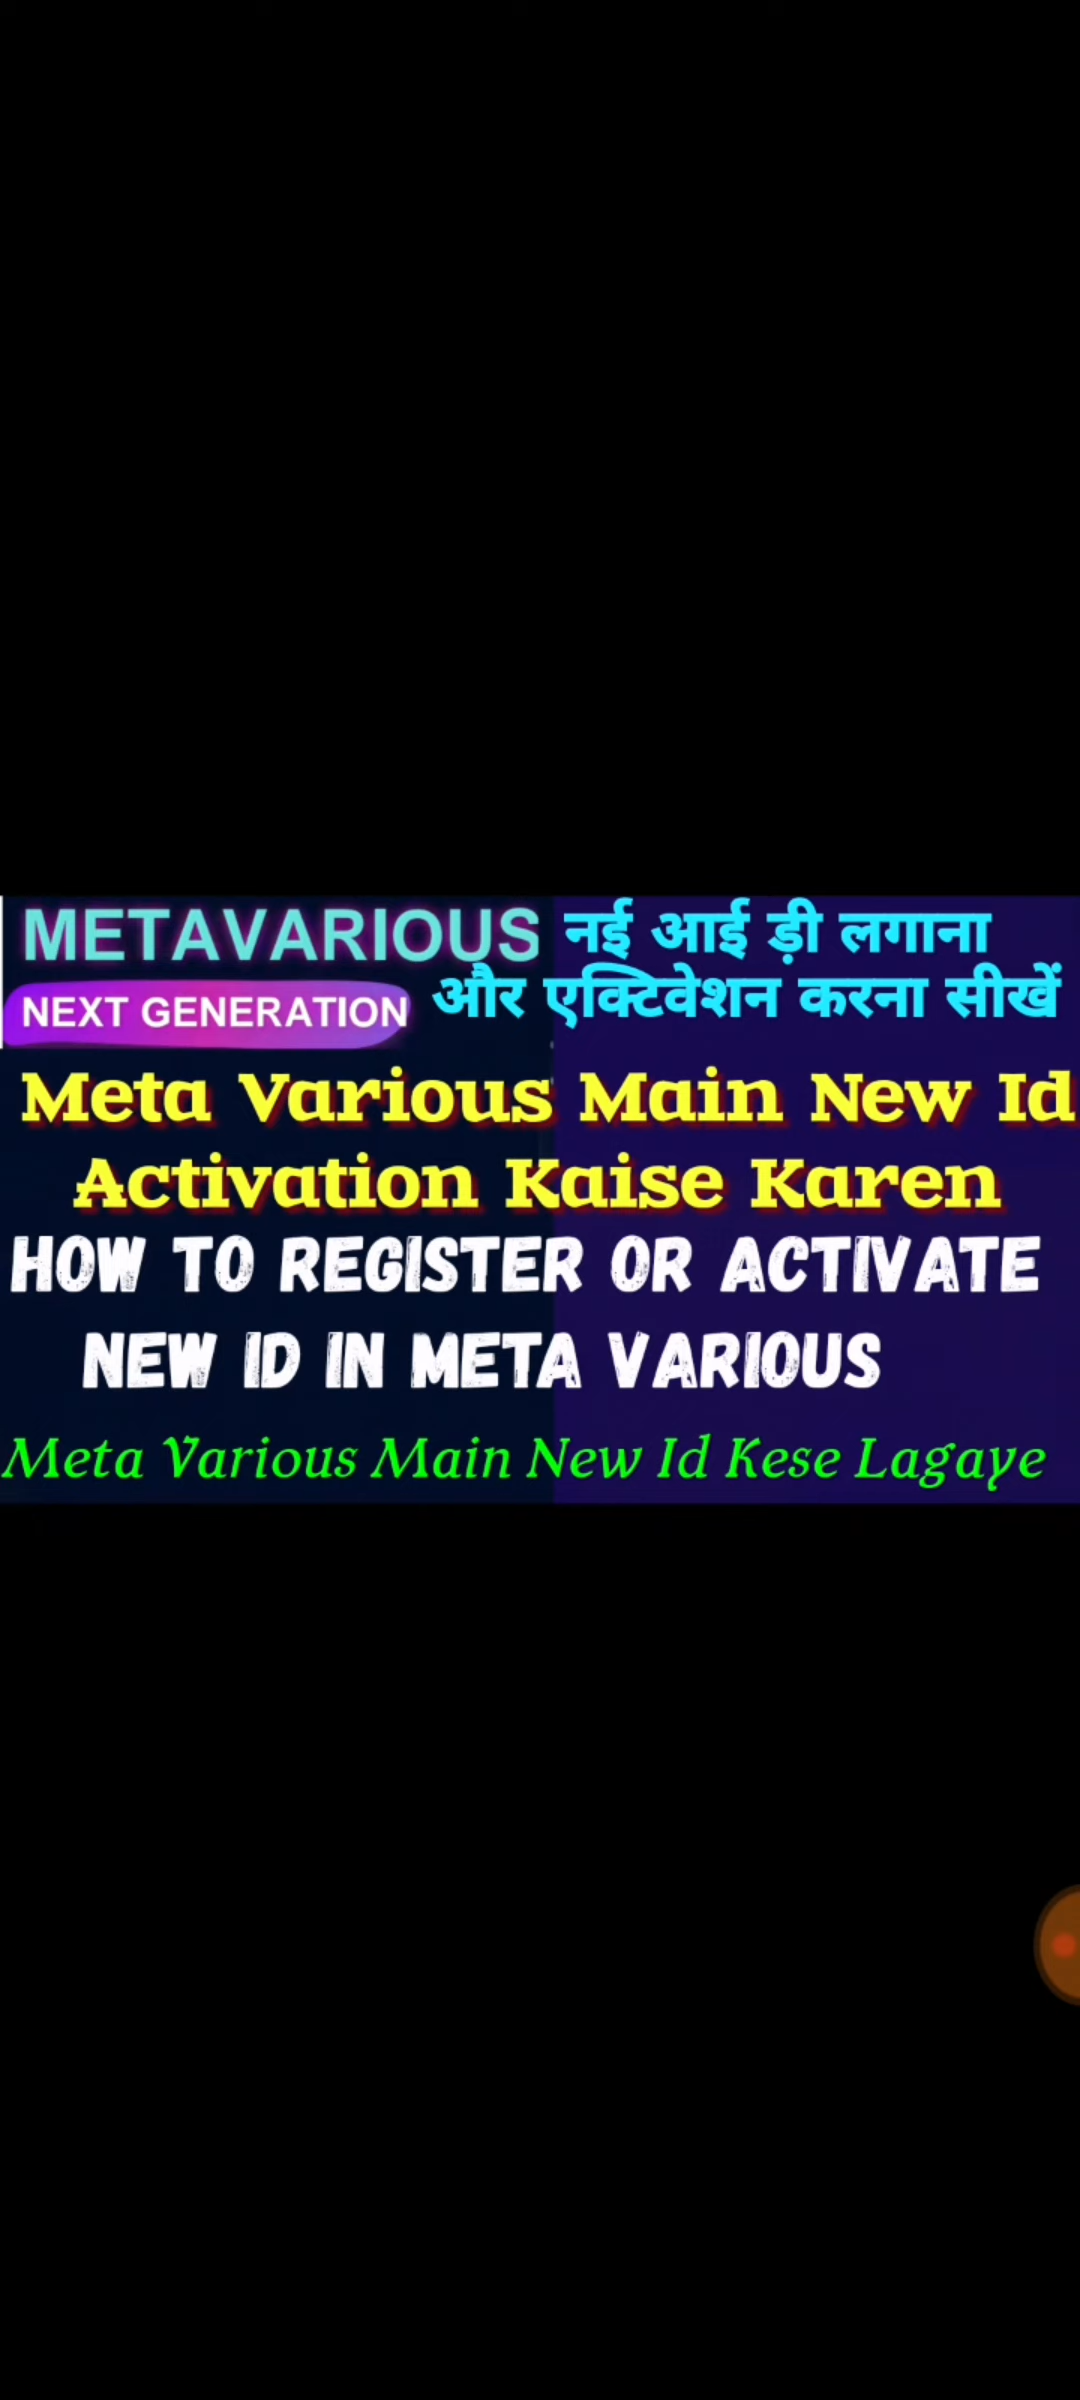 METAVARIOUS नई आई ड़ी लगाना
NEXT GENERATION और एक्टिवेशन करना सीखें
Meta Various Main New Id
Activation Kaise Karen
HOW TO REGISTER OR ACTIVATE
NEW ID IN META VARIOUS
Meta Various Main New Id Kese Lagaye